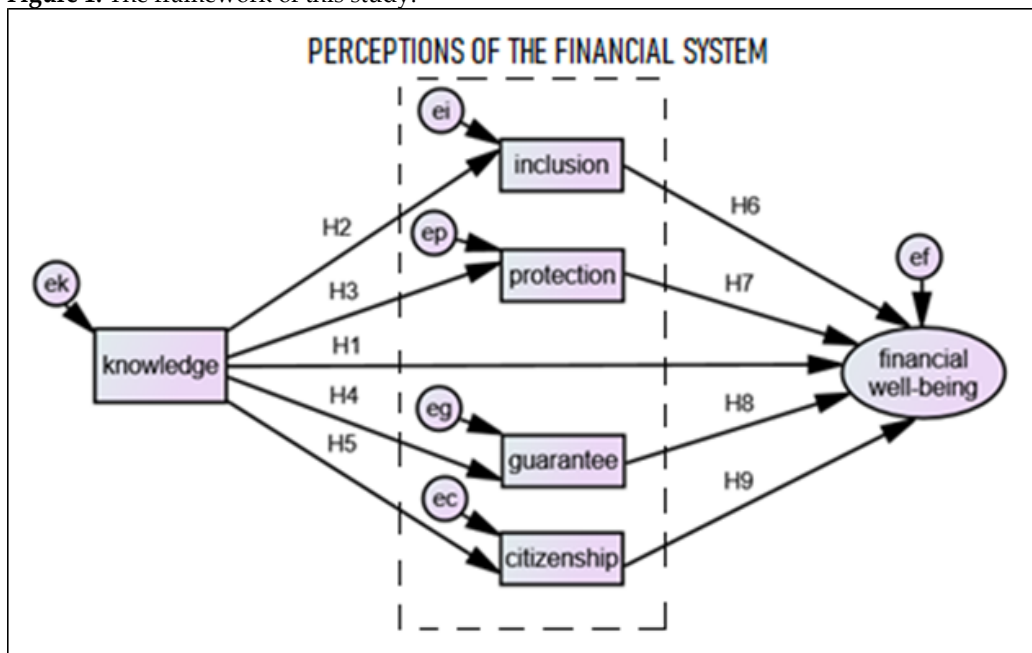 Figure 1. The framework of this study.
PERCEPTIONS OF THE FINANCIAL SYSTEM
ei
inclusion
H6
H2
ep
protection
ef
ek
H3
H7
H1
knowledge
financial
well-being
H4
eg
H8
H5
guarantee
H9
ec
citizenship